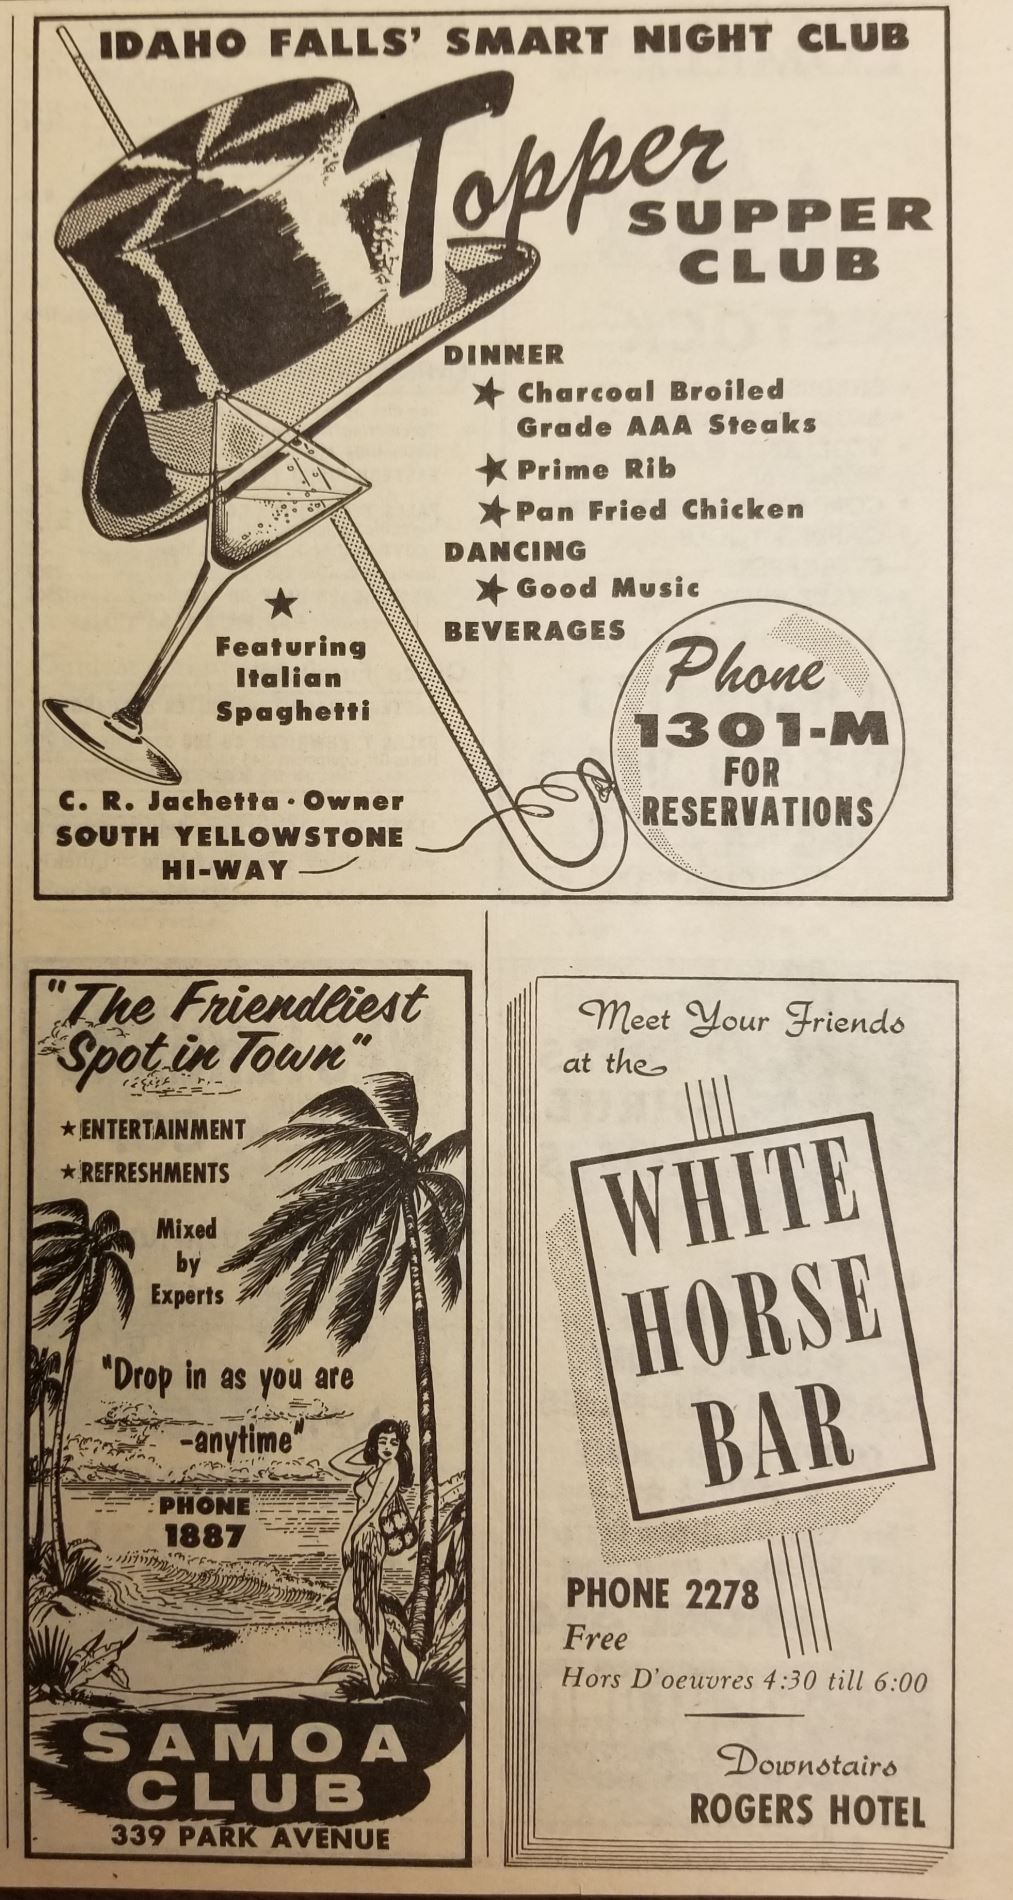 IDAHO FALLS' SMART NIGHT CLUB
Topper
SUPPER
CLUB
DINNER
★ Charcoal Broiled
Grade AAA Steaks
★ Prime Rib
★ Pan Fried Chicken
DANCING
★ Good Music
BEVERAGES
★
Featuring
Italian
Spaghetti
Phone
1301-M
FOR
RESERVATIONS
C. R. Jachetta · Owner
SOUTH YELLOWSTONE
HI-WAY
"The Friendliest
Spot in Town"
★ ENTERTAINMENT
★ REFRESHMENTS
Mixed
by
Experts
"Drop in as you are
-anytime"
PHONE
1887
SAMOA
CLUB
339 PARK AVENUE
Meet Your Friends
at the
WHITE
HORSE
BAR
PHONE 2278
Free
Hors D'oeuvres 4:30 till 6:00
Downstairs
ROGERS HOTEL